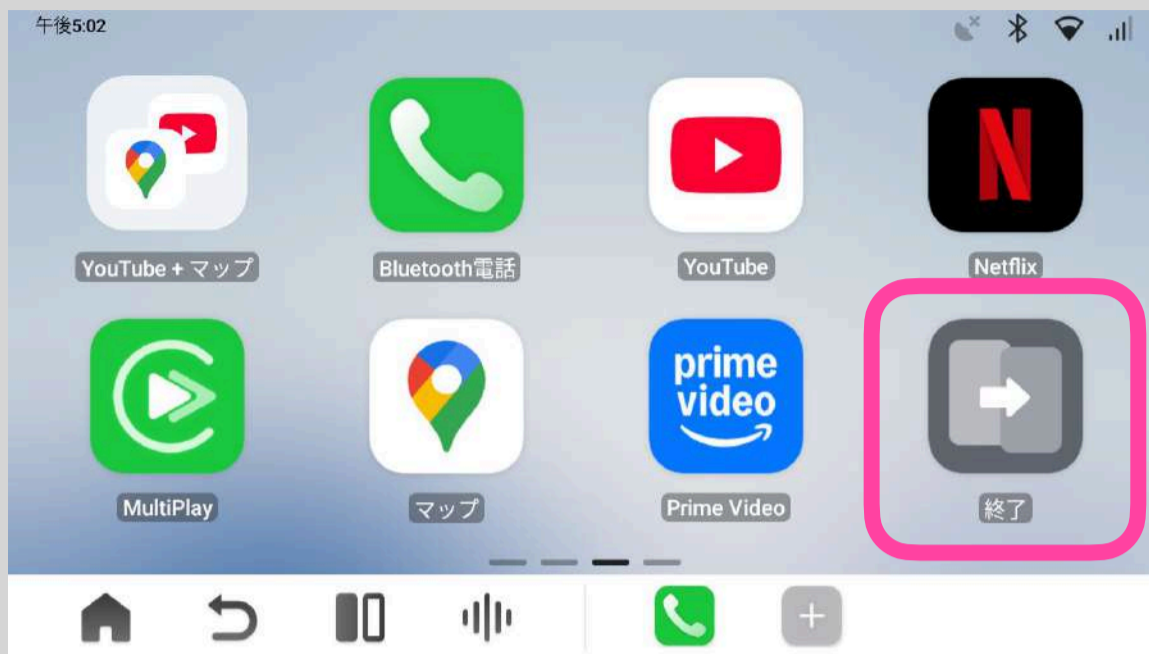 午後5:02
YouTube + マップ
Bluetooth電話
YouTube
Netflix
prime
video
MultiPlay
マップ
Prime Video
終了